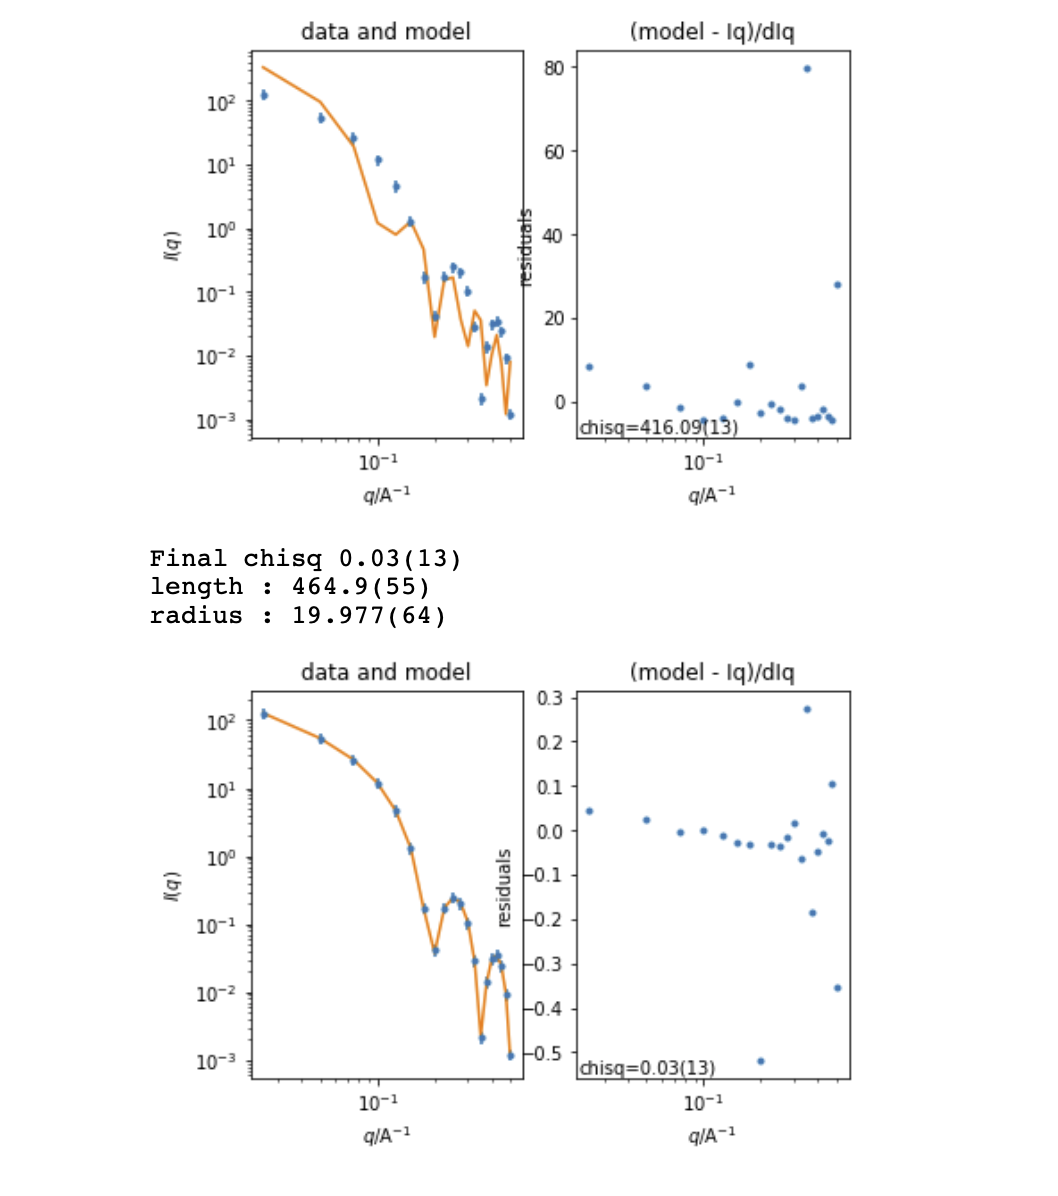 data and model
(model - Iq)/dIq
10²
10¹
10⁰
10⁻¹
10⁻²
10⁻³
I(q)
10⁻¹
q/A⁻¹
80
60
40
20
0
residuals
chisq=416.09(13)
10⁻¹
q/A⁻¹
Final chisq 0.03(13)
length : 464.9(55)
radius : 19.977(64)
data and model
(model - Iq)/dIq
10²
10¹
10⁰
10⁻¹
10⁻²
10⁻³
I(q)
10⁻¹
q/A⁻¹
0.3
0.2
0.1
0.0
−0.1
−0.2
−0.3
−0.4
−0.5
residuals
chisq=0.03(13)
10⁻¹
q/A⁻¹